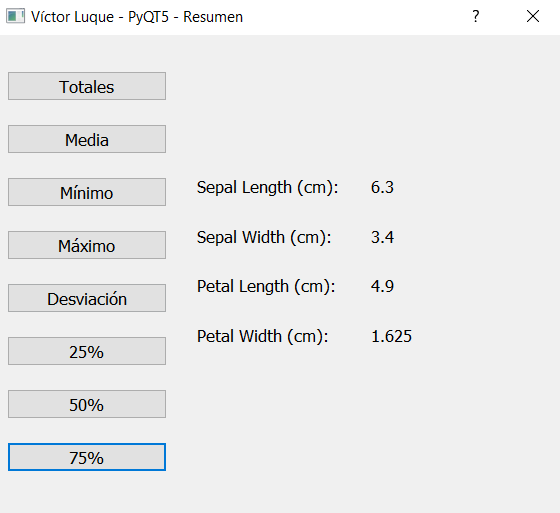 Víctor Luque - PyQT5 - Resumen
?
Totales
Media
Mínimo
Máximo
Desviación
25%
50%
75%
Sepal Length (cm): 6.3
Sepal Width (cm): 3.4
Petal Length (cm): 4.9
Petal Width (cm): 1.625